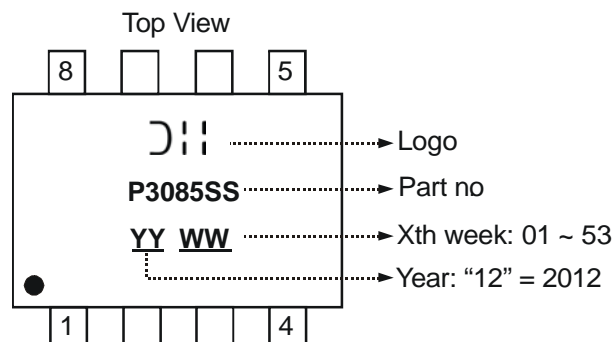 Top View
8 5
Logo
P3085SS Part no
YY WW Xth week: 01 ~ 53
Year: “12” = 2012
1 4